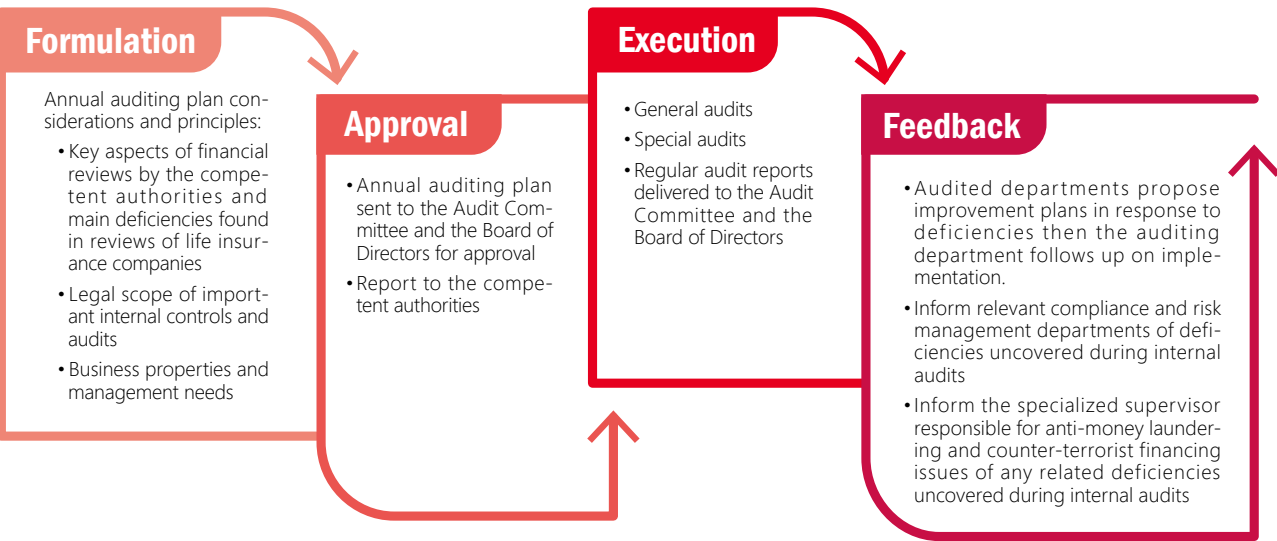 Formulation
Annual auditing plan con-
siderations and principles:
• Key aspects of financial
reviews by the compe-
tent authorities and
main deficiencies found
in reviews of life insur-
ance companies
• Legal scope of import-
ant internal controls and
audits
• Business properties and
management needs
Approval
• Annual auditing plan
sent to the Audit Com-
mittee and the Board of
Directors for approval
• Report to the compe-
tent authorities
Execution
• General audits
• Special audits
• Regular audit reports
delivered to the Audit
Committee and the
Board of Directors
Feedback
• Audited departments propose
improvement plans in response to
deficiencies then the auditing
department follows up on imple-
mentation.
• Inform relevant compliance and risk
management departments of defi-
ciencies uncovered during internal
audits
• Inform the specialized supervisor
responsible for anti-money launder-
ing and counter-terrorist financing
issues of any related deficiencies
uncovered during internal audits